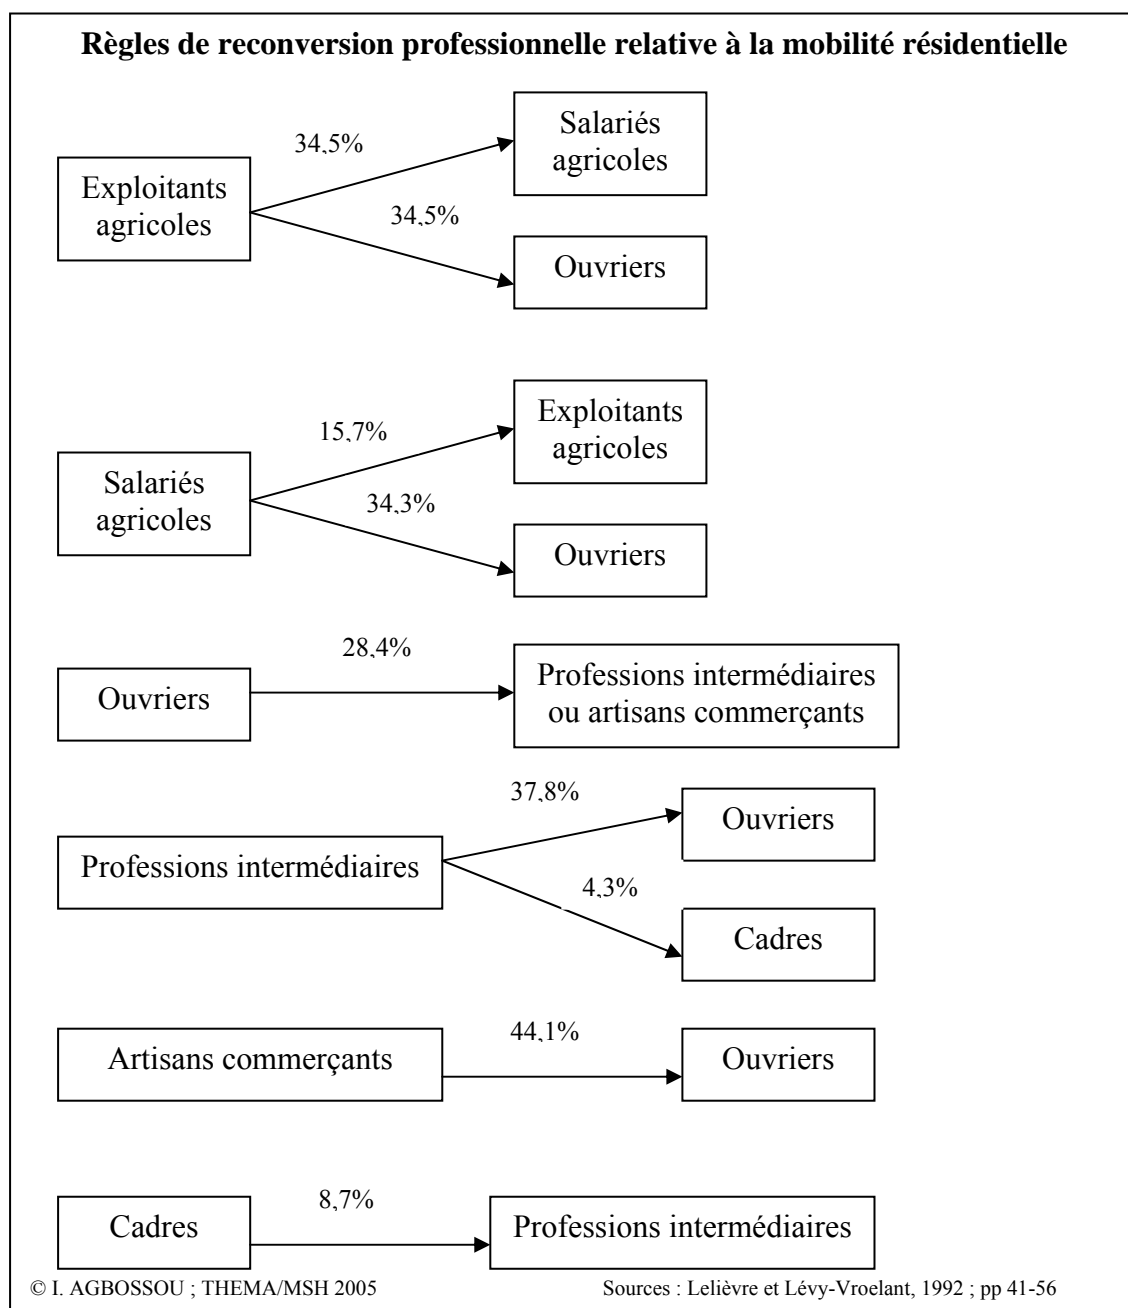 Règles de reconversion professionnelle relative à la mobilité résidentielle
34,5%
Salariés
agricoles
Exploitants
agricoles
34,5%
Ouvriers
15,7%
Exploitants
agricoles
Salariés
agricoles
34,3%
Ouvriers
28,4%
Ouvriers
Professions intermédiaires
ou artisans commerçants
37,8%
Ouvriers
Professions intermédiaires
4,3%
Cadres
Artisans commerçants
44,1%
Ouvriers
8,7%
Cadres
Professions intermédiaires
© I. AGBOSSOU ; THEMA/MSH 2005
Sources : Lelièvre et Lévy-Vroelant, 1992 ; pp 41-56